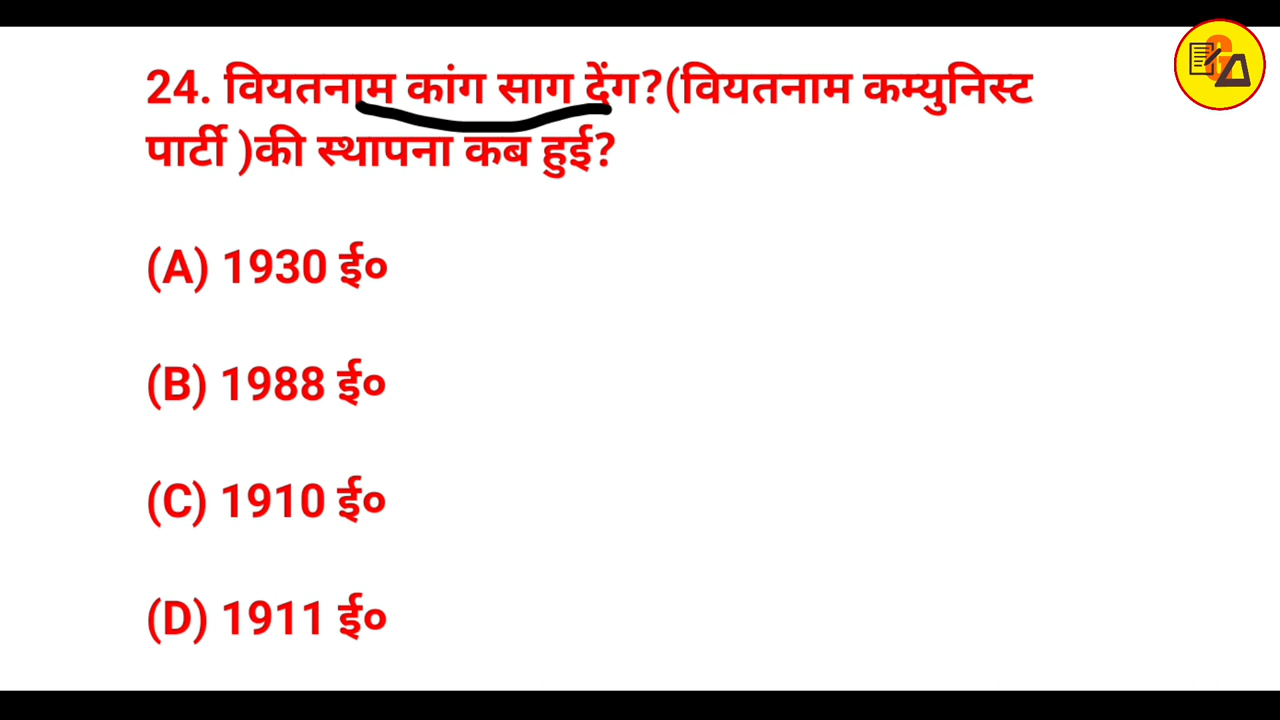 24. वियतनाम कांग साग देंग?(वियतनाम कम्युनिस्ट
पार्टी )की स्थापना कब हुई?
(A) 1930 ई०
(B) 1988 ई०
(C) 1910 ई०
(D) 1911 ई०